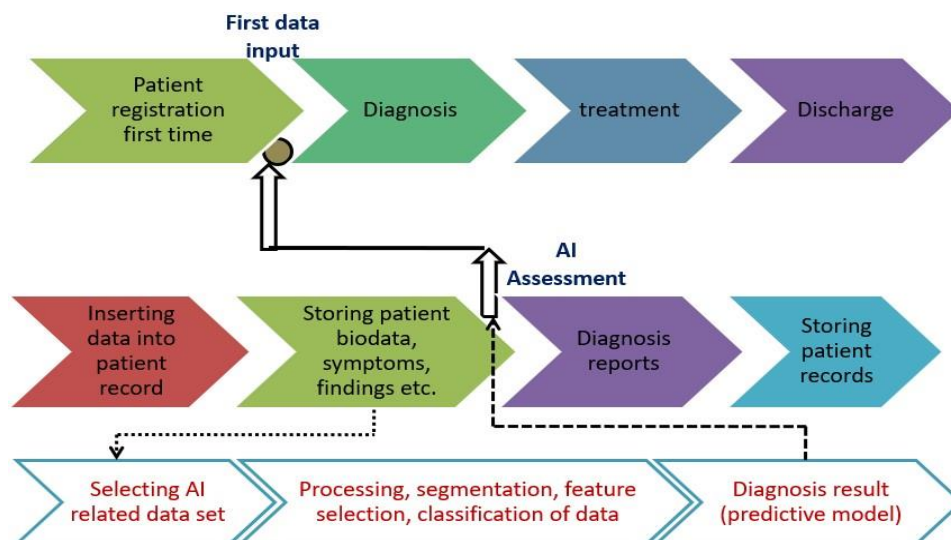 First data
input
Patient
registration
first time
Diagnosis
treatment
Discharge
AI
Assessment
Inserting
data into
patient
record
Storing patient
biodata,
symptoms,
findings etc.
Diagnosis
reports
Storing
patient
records
Selecting AI
related data set
Processing, segmentation, feature
selection, classification of data
Diagnosis result
(predictive model)